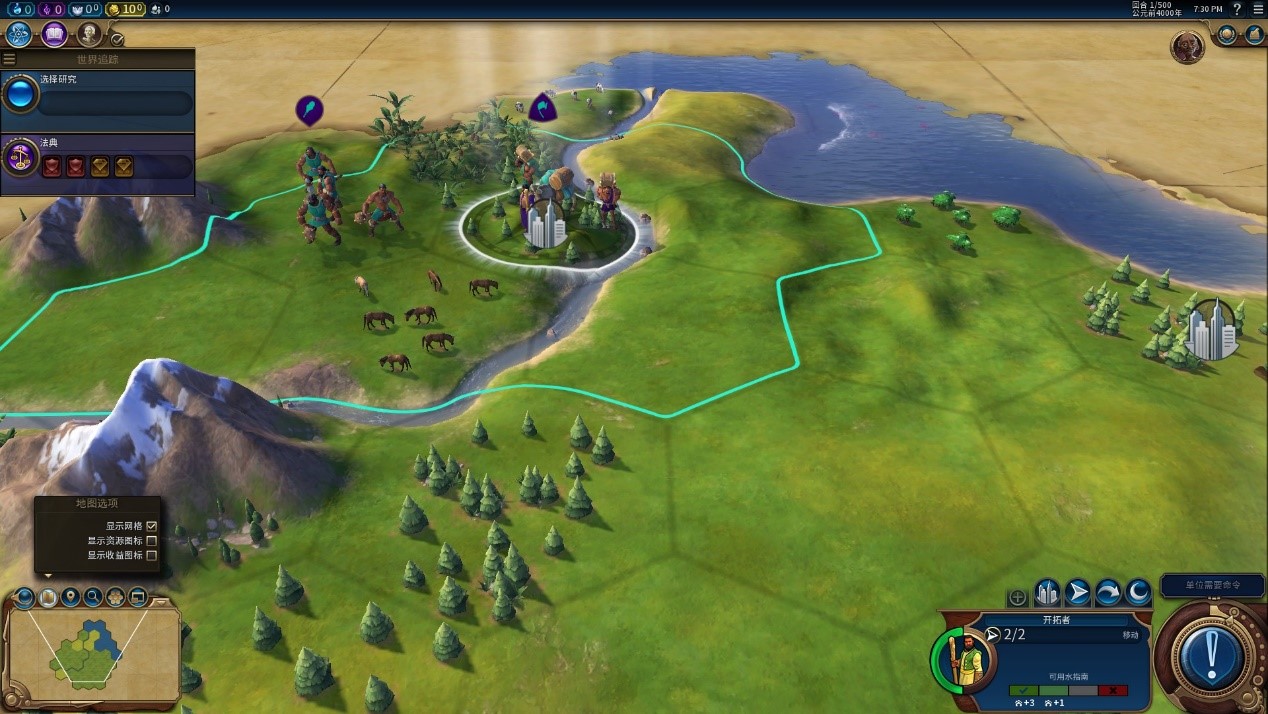 0 0 0⁰ 10⁰ 0
回合 1/500
公元前4000年
7:30 PM
?
世界追踪
选择研究
法典
地图选项
显示网格
显示资源图标
显示收益图标
单位需要命令
开拓者
2/2
移动
可用水指南
+3 +1